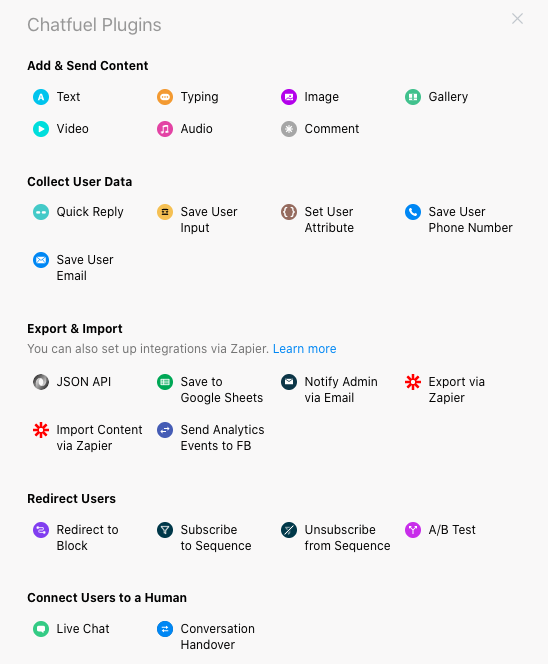 Chatfuel Plugins
Add & Send Content
Text
Typing
Image
Gallery
Video
Audio
Comment
Collect User Data
Quick Reply
Save User
Input
Set User
Attribute
Save User
Phone Number
Save User
Email
Export & Import
You can also set up integrations via Zapier. Learn more
JSON API
Save to
Google Sheets
Notify Admin
via Email
Export via
Zapier
Import Content
via Zapier
Send Analytics
Events to FB
Redirect Users
Redirect to
Block
Subscribe
to Sequence
Unsubscribe
from Sequence
A/B Test
Connect Users to a Human
Live Chat
Conversation
Handover